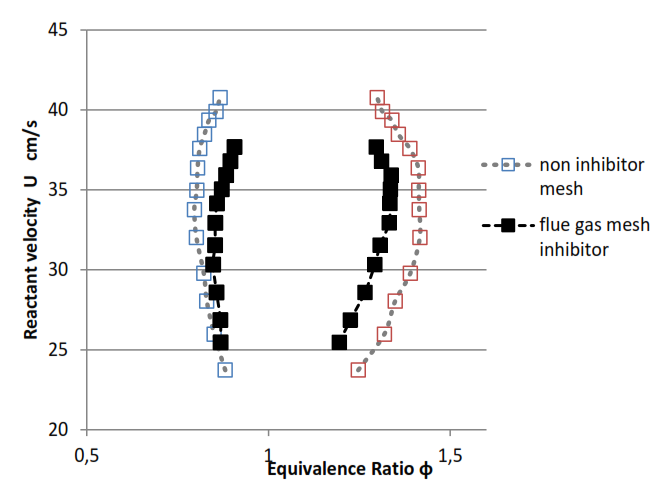 45
40
35
30
25
20
Reactant velocity U cm/s
0,5
1
1,5
Equivalence Ratio ϕ
non inhibitor
mesh
flue gas mesh
inhibitor